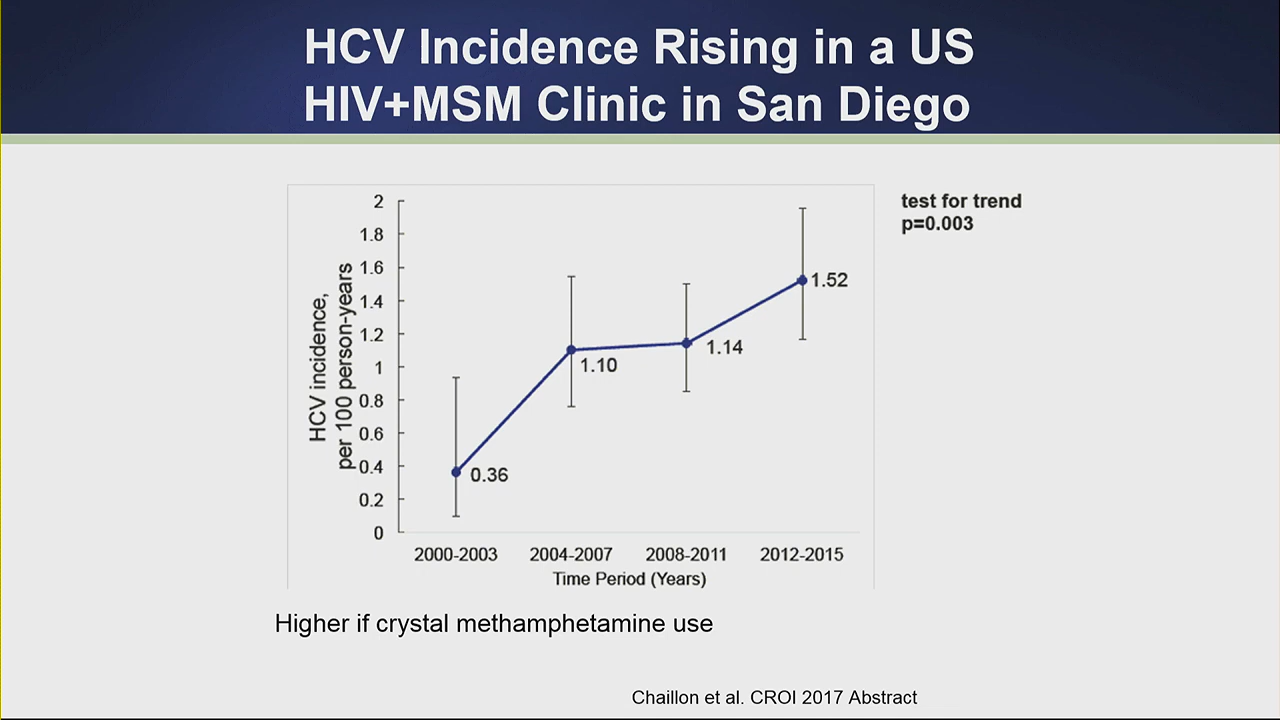 HCV Incidence Rising in a US
HIV+MSM Clinic in San Diego
test for trend
p=0.003
HCV incidence,
per 100 person-years
2
1.8
1.6
1.4
1.2
1
0.8
0.6
0.4
0.2
0
0.36
1.10
1.14
1.52
2000-2003 2004-2007 2008-2011 2012-2015
Time Period (Years)
Higher if crystal methamphetamine use
Chaillon et al. CROI 2017 Abstract